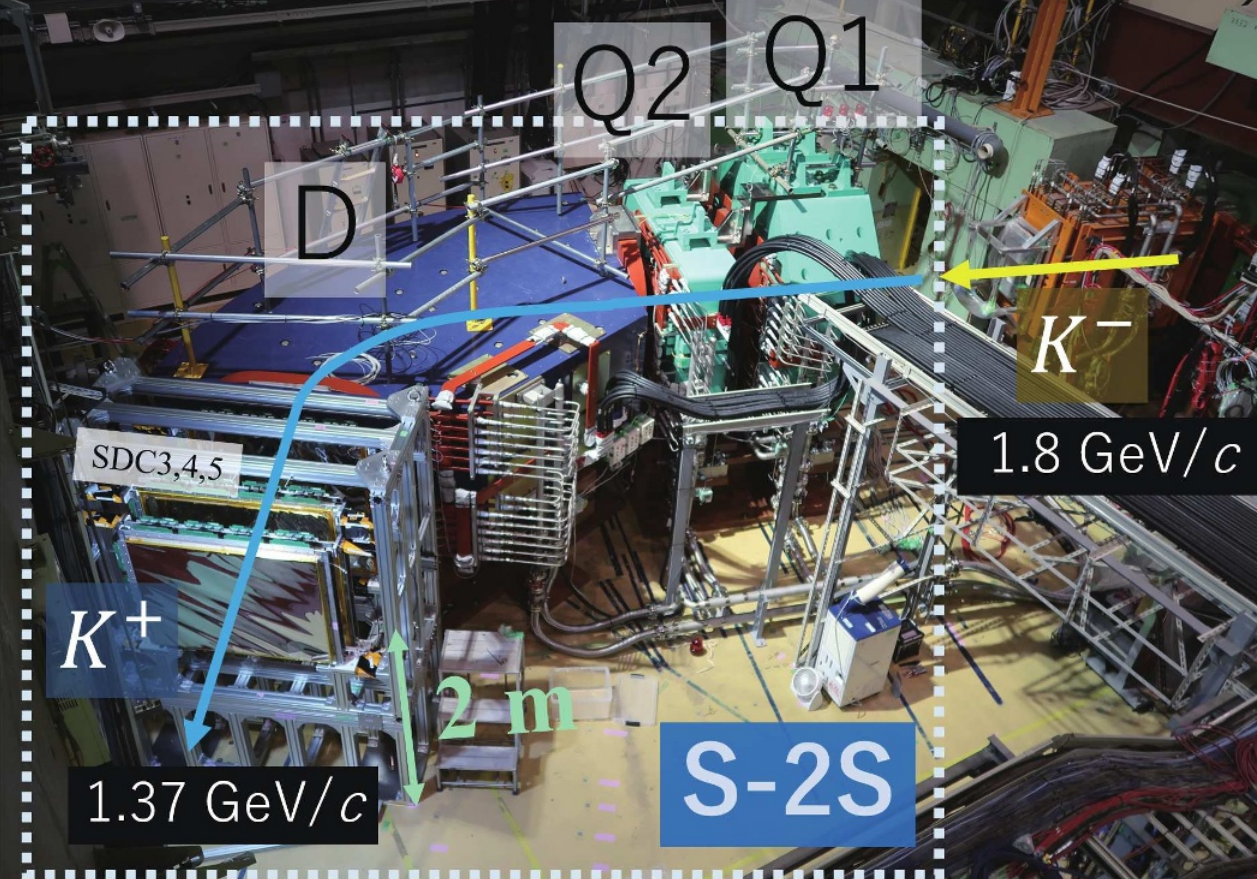 Q1
Q2
D
K−
1.8 GeV/c
SDC3,4,5
K+
2 m
S-2S
1.37 GeV/c